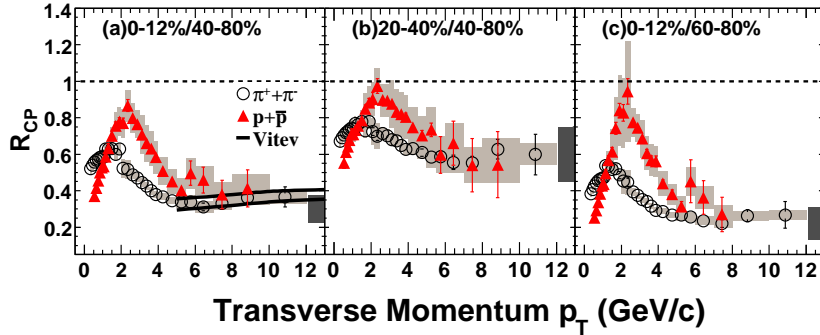 (a)0-12%/40-80%
(b)20-40%/40-80%
(c)0-12%/60-80%
R_CP
1.4
1.2
1
0.8
0.6
0.4
0.2
π⁺+π⁻
p+p̅
Vitev
0 2 4 6 8 10 12
0 2 4 6 8 10 12
0 2 4 6 8 10 12
Transverse Momentum p_T (GeV/c)